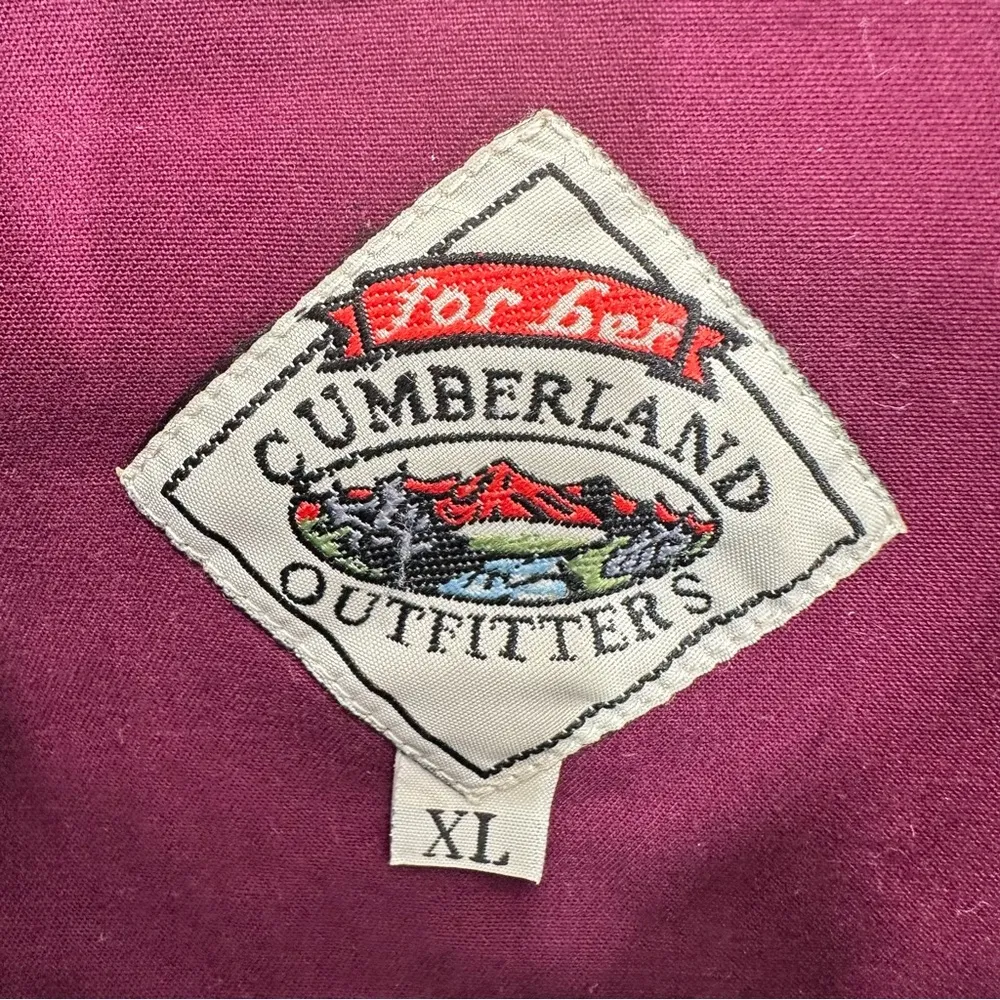 for her
CUMBERLAND
OUTFITTERS
XL